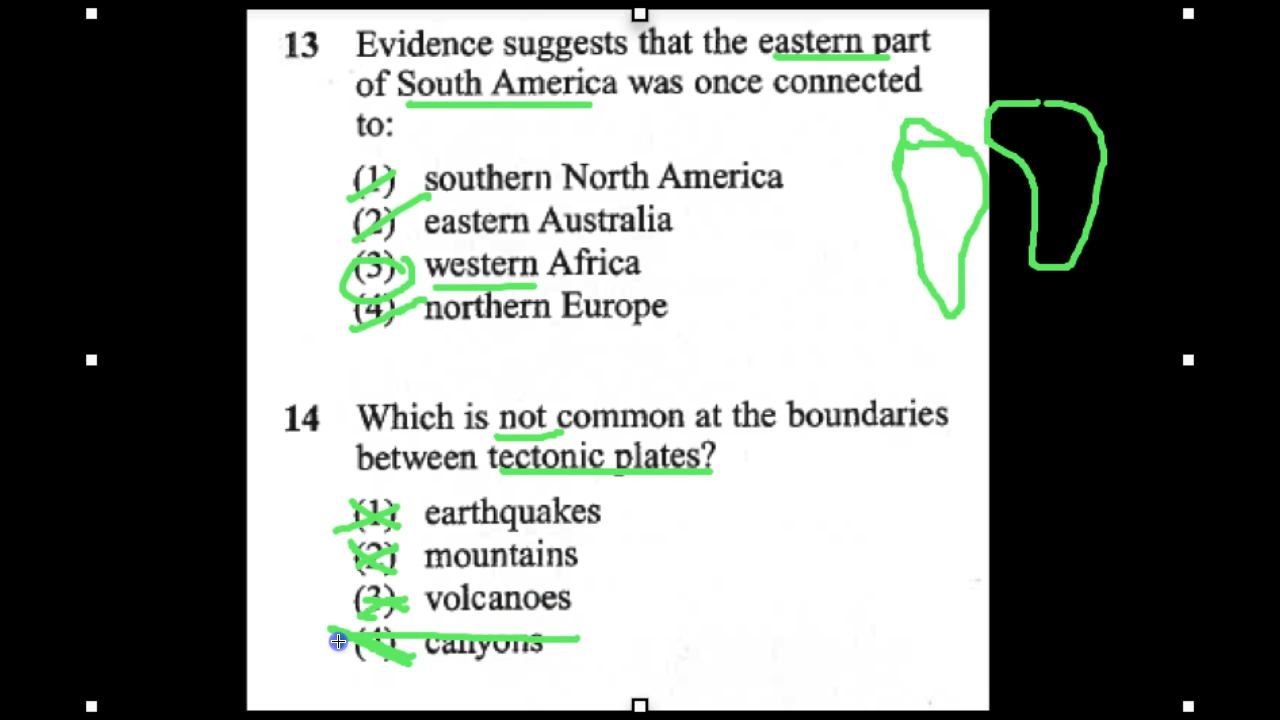 13 Evidence suggests that the eastern part
of South America was once connected
to:
(1) southern North America
(2) eastern Australia
(3) western Africa
(4) northern Europe
14 Which is not common at the boundaries
between tectonic plates?
(1) earthquakes
(2) mountains
(3) volcanoes
(4) canyons